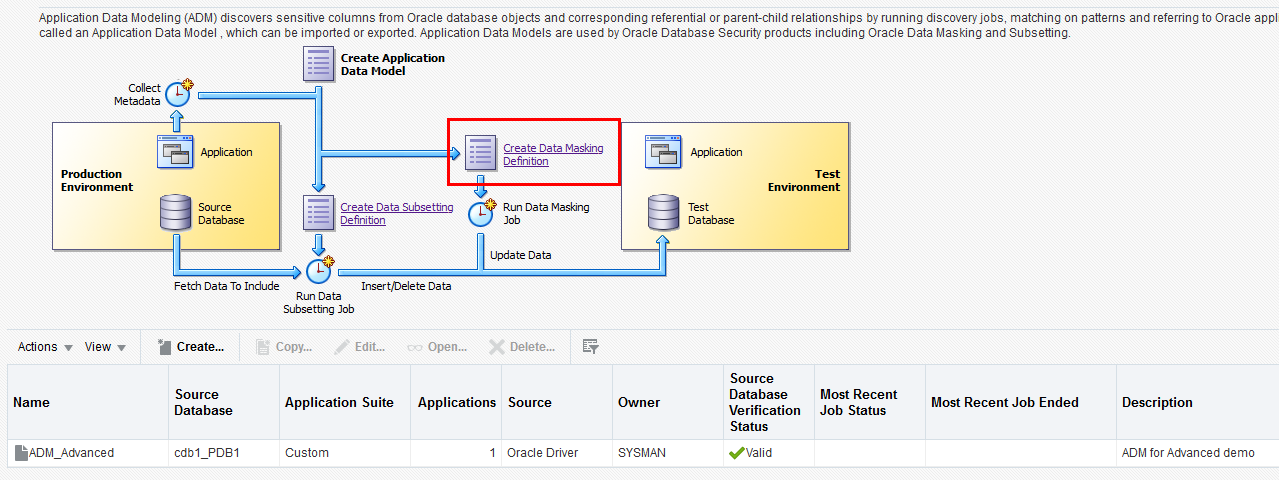 Application Data Modeling (ADM) discovers sensitive columns from Oracle database objects and corresponding referential or parent-child relationships by running discovery jobs, matching on patterns and referring to Oracle appl
called an Application Data Model , which can be imported or exported. Application Data Models are used by Oracle Database Security products including Oracle Data Masking and Subsetting.
Create Application
Data Model
Collect
Metadata
Application
Production
Environment
Source
Database
Create Data Masking
Definition
Application
Test
Environment
Test
Database
Create Data Subsetting
Definition
Run Data Masking
Job
Update Data
Fetch Data To Include
Run Data
Subsetting Job
Insert/Delete Data
Actions View Create... Copy... Edit... Open... Delete...
Name
Source
Database
Application Suite
Applications
Source
Owner
Source
Database
Verification
Status
Most Recent
Job Status
Most Recent Job Ended
Description
ADM_Advanced cdb1_PDB1 Custom 1 Oracle Driver SYSMAN Valid ADM for Advanced demo